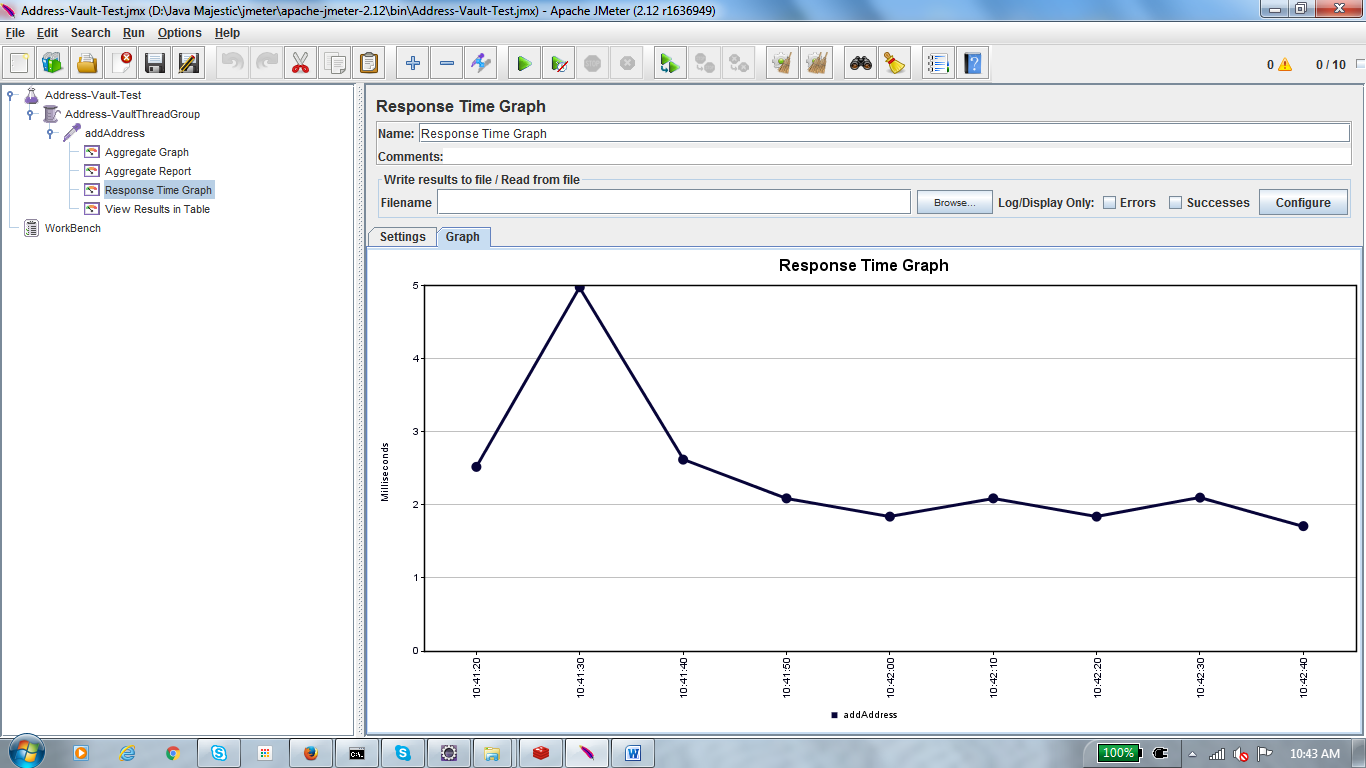 Address-Vault-Test.jmx (D:\Java Majestic\jmeter\apache-jmeter-2.12\bin\Address-Vault-Test.jmx) - Apache JMeter (2.12 r1636949)
File Edit Search Run Options Help
0 0 / 10
Address-Vault-Test
Address-VaultThreadGroup
addAddress
Aggregate Graph
Aggregate Report
Response Time Graph
View Results in Table
WorkBench
Response Time Graph
Name: Response Time Graph
Comments:
Write results to file / Read from file
Filename Browse... Log/Display Only: Errors Successes Configure
Settings Graph
Response Time Graph
5
4
3
2
1
0
Milliseconds
10:41:20 10:41:30 10:41:40 10:41:50 10:42:00 10:42:10 10:42:20 10:42:30 10:42:40
addAddress
100% 10:43 AM